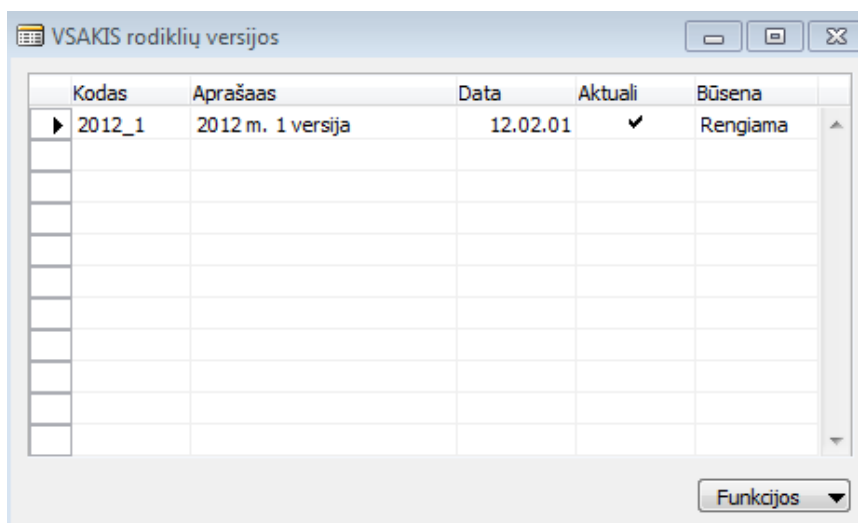 VSAKIS rodiklių versijos
Kodas Aprašaas Data Aktuali Būsena
2012_1 2012 m. 1 versija 12.02.01 ✔ Rengiama
Funkcijos